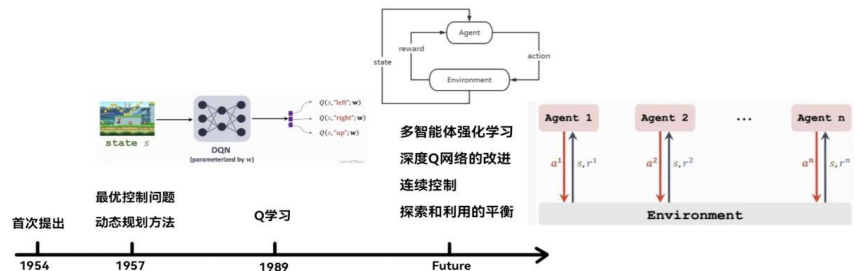 Agent
reward
action
state
Environment
state s
DQN
(parameterized by w)
Q(s,"left"; w)
Q(s,"right"; w)
Q(s,"up"; w)
Agent 1
Agent 2
...
Agent n
a¹
s, r¹
a²
s, r²
aⁿ
s, rⁿ
Environment
首次提出
最优控制问题
动态规划方法
Q学习
多智能体强化学习
深度Q网络的改进
连续控制
探索和利用的平衡
1954
1957
1989
Future